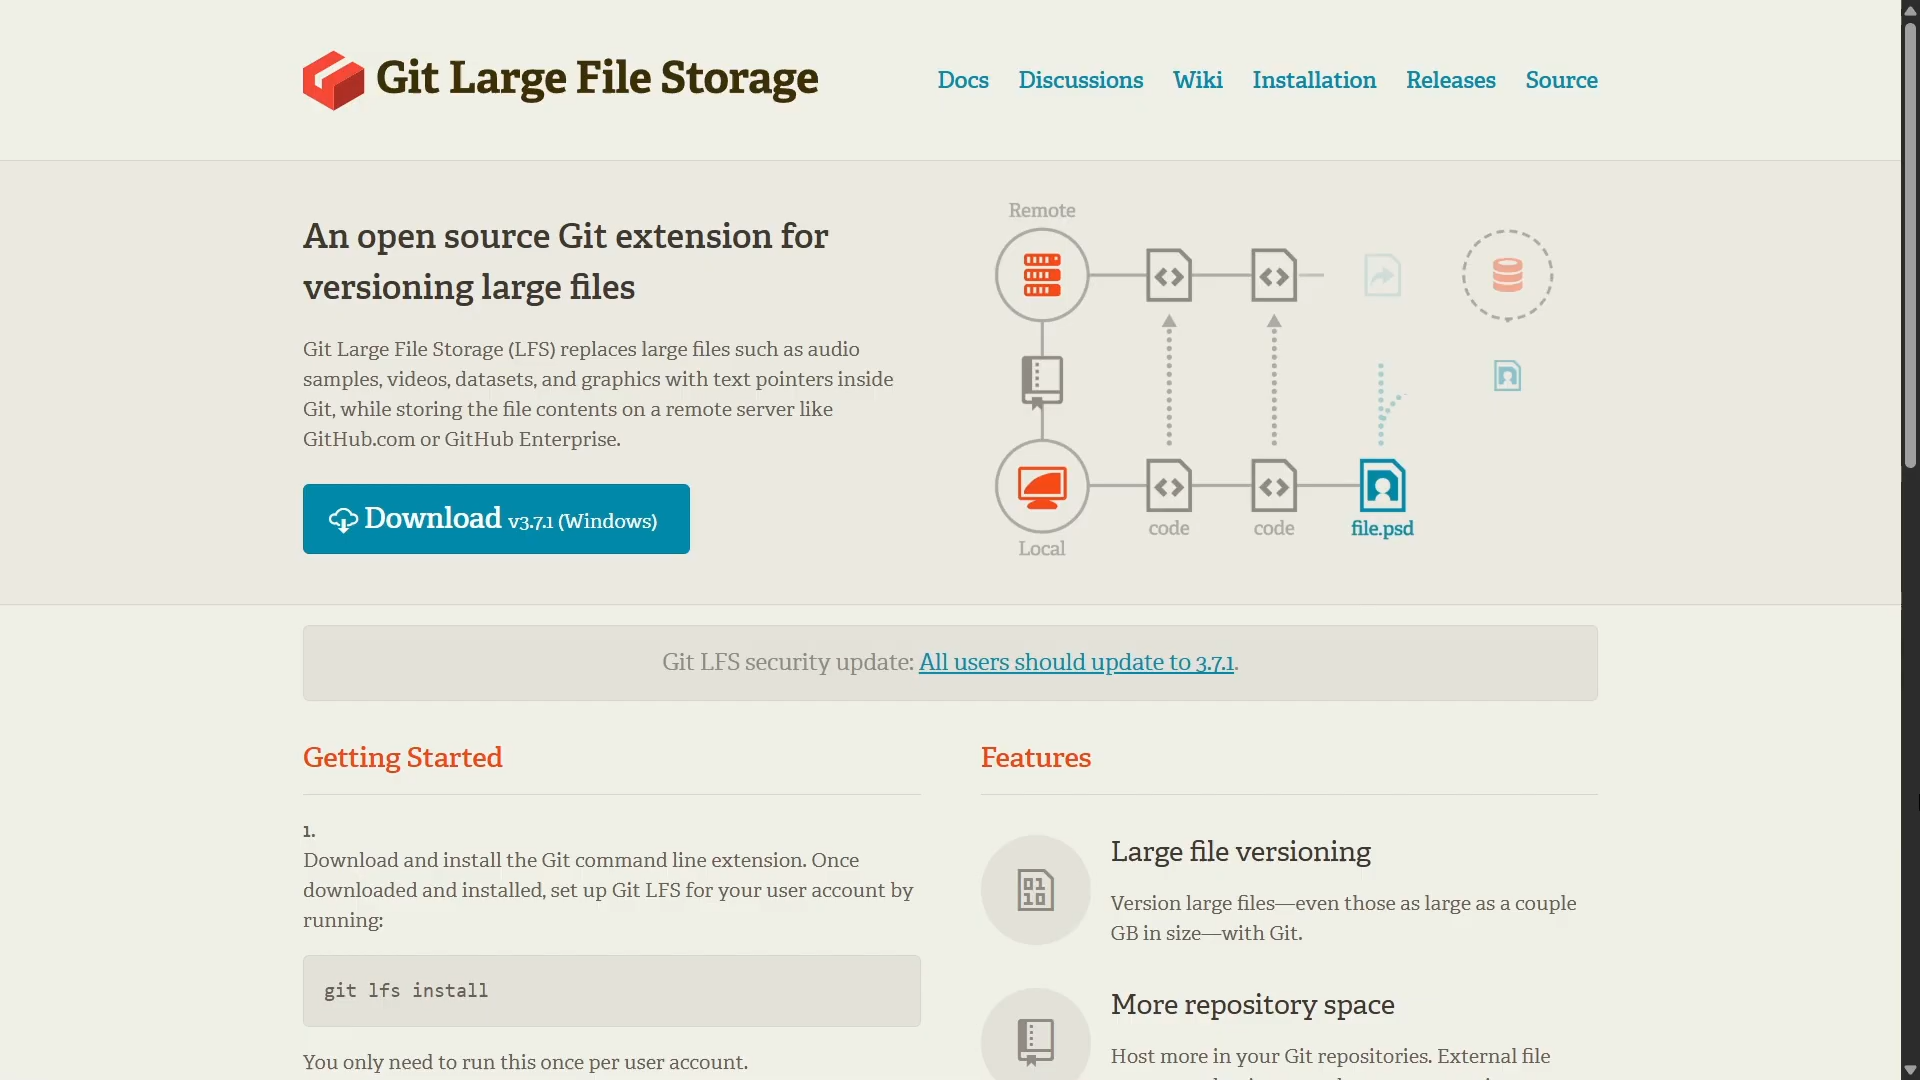 Git Large File Storage
Docs
Discussions
Wiki
Installation
Releases
Source
An open source Git extension for
versioning large files
Git Large File Storage (LFS) replaces large files such as audio
samples, videos, datasets, and graphics with text pointers inside
Git, while storing the file contents on a remote server like
GitHub.com or GitHub Enterprise.
Download v3.7.1 (Windows)
Remote
code
code
file.psd
Local
Git LFS security update: All users should update to 3.7.1.
Getting Started
1.
Download and install the Git command line extension. Once
downloaded and installed, set up Git LFS for your user account by
running:
git lfs install
You only need to run this once per user account.
Features
01
10
Large file versioning
Version large files—even those as large as a couple
GB in size—with Git.
More repository space
Host more in your Git repositories. External file